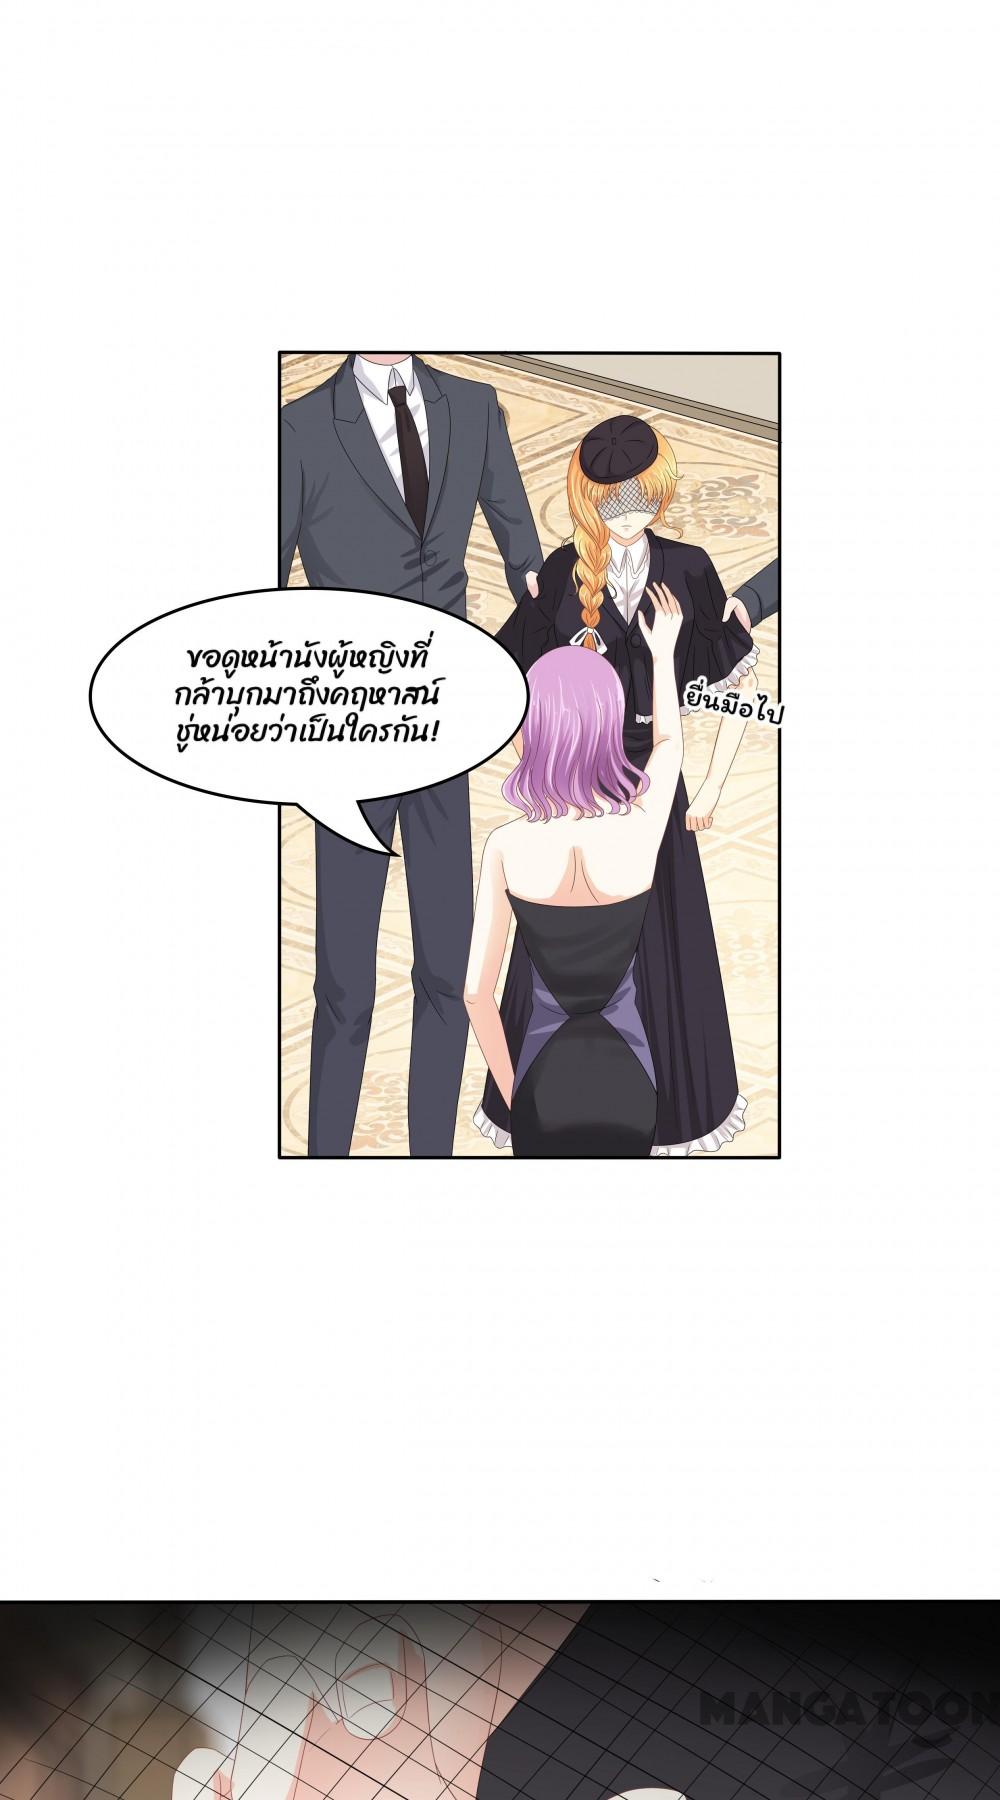 ขอดูหน้านังผู้หญิงที่
กล้าบุกมาถึงคฤหาสน์
ชู่หน่อยว่าเป็นใครกัน!
ยื่นมือไป
MANGATOON